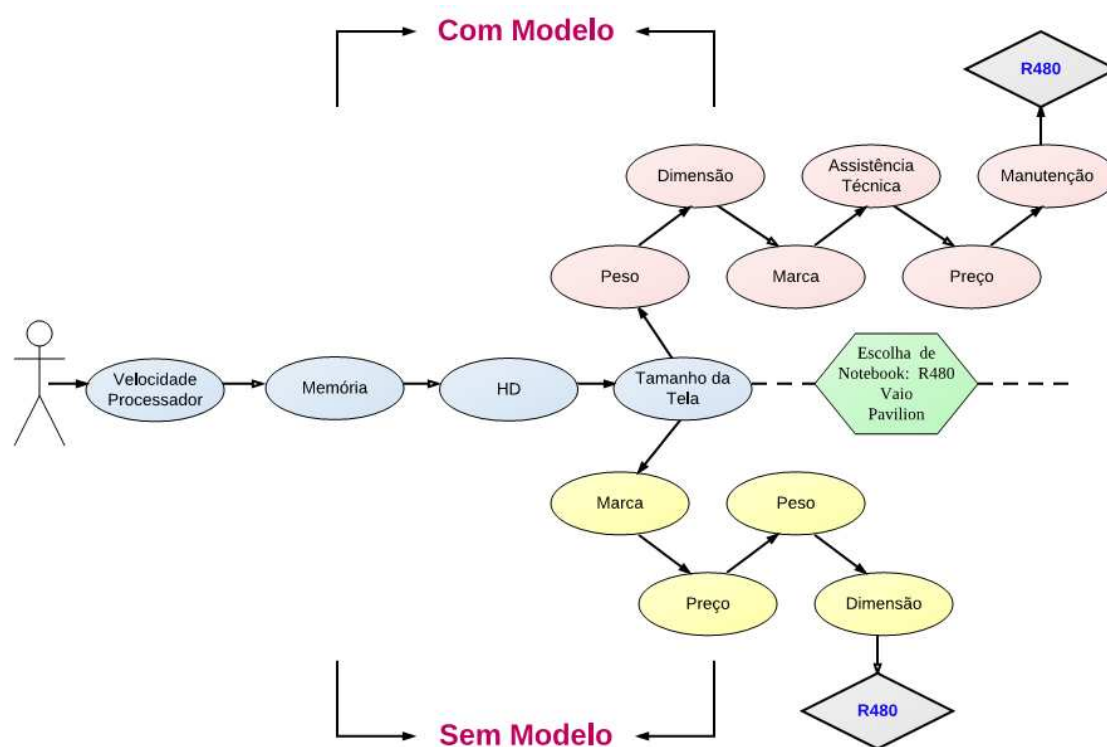 Com Modelo
R480
Dimensão
Assistência
Técnica
Manutenção
Peso
Marca
Preço
Velocidade
Processador
Memória
HD
Tamanho da
Tela
Escolha de
Notebook: R480
Vaio
Pavilion
Marca
Peso
Preço
Dimensão
R480
Sem Modelo